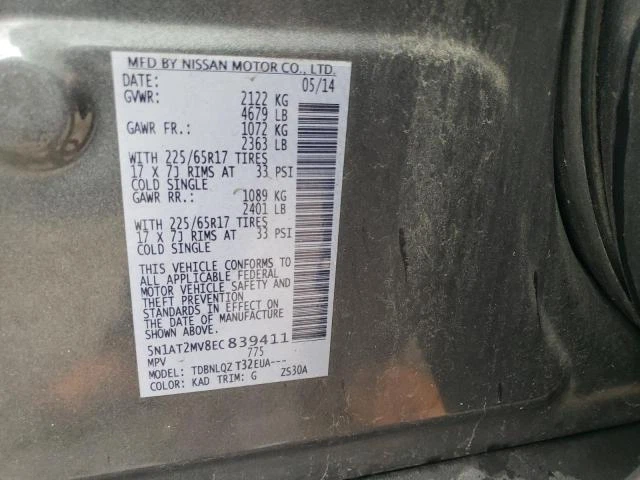 MFD BY NISSAN MOTOR CO., LTD.
DATE: 05/14
GVWR: 2122 KG
4679 LB
GAWR FR.: 1072 KG
2363 LB
WITH 225/65R17 TIRES
17 X 7J RIMS AT 33 PSI
COLD SINGLE
GAWR RR.: 1089 KG
2401 LB
WITH 225/65R17 TIRES
17 X 7J RIMS AT 33 PSI
COLD SINGLE
THIS VEHICLE CONFORMS TO
ALL APPLICABLE FEDERAL
MOTOR VEHICLE SAFETY AND
THEFT PREVENTION
STANDARDS IN EFFECT ON
THE DATE OF MANUFACTURE
SHOWN ABOVE.
5N1AT2MV8EC839411
MPV 775
MODEL: TDBNLQZ T32EUA---
COLOR: KAD TRIM: G ZS30A